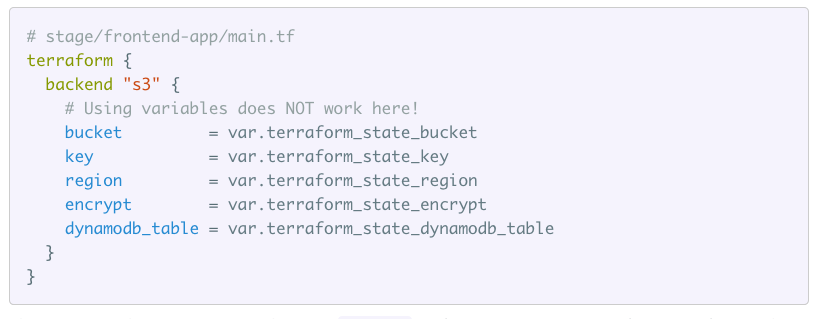 # stage/frontend-app/main.tf
terraform {
  backend "s3" {
    # Using variables does NOT work here!
    bucket         = var.terraform_state_bucket
    key            = var.terraform_state_key
    region         = var.terraform_state_region
    encrypt        = var.terraform_state_encrypt
    dynamodb_table = var.terraform_state_dynamodb_table
  }
}